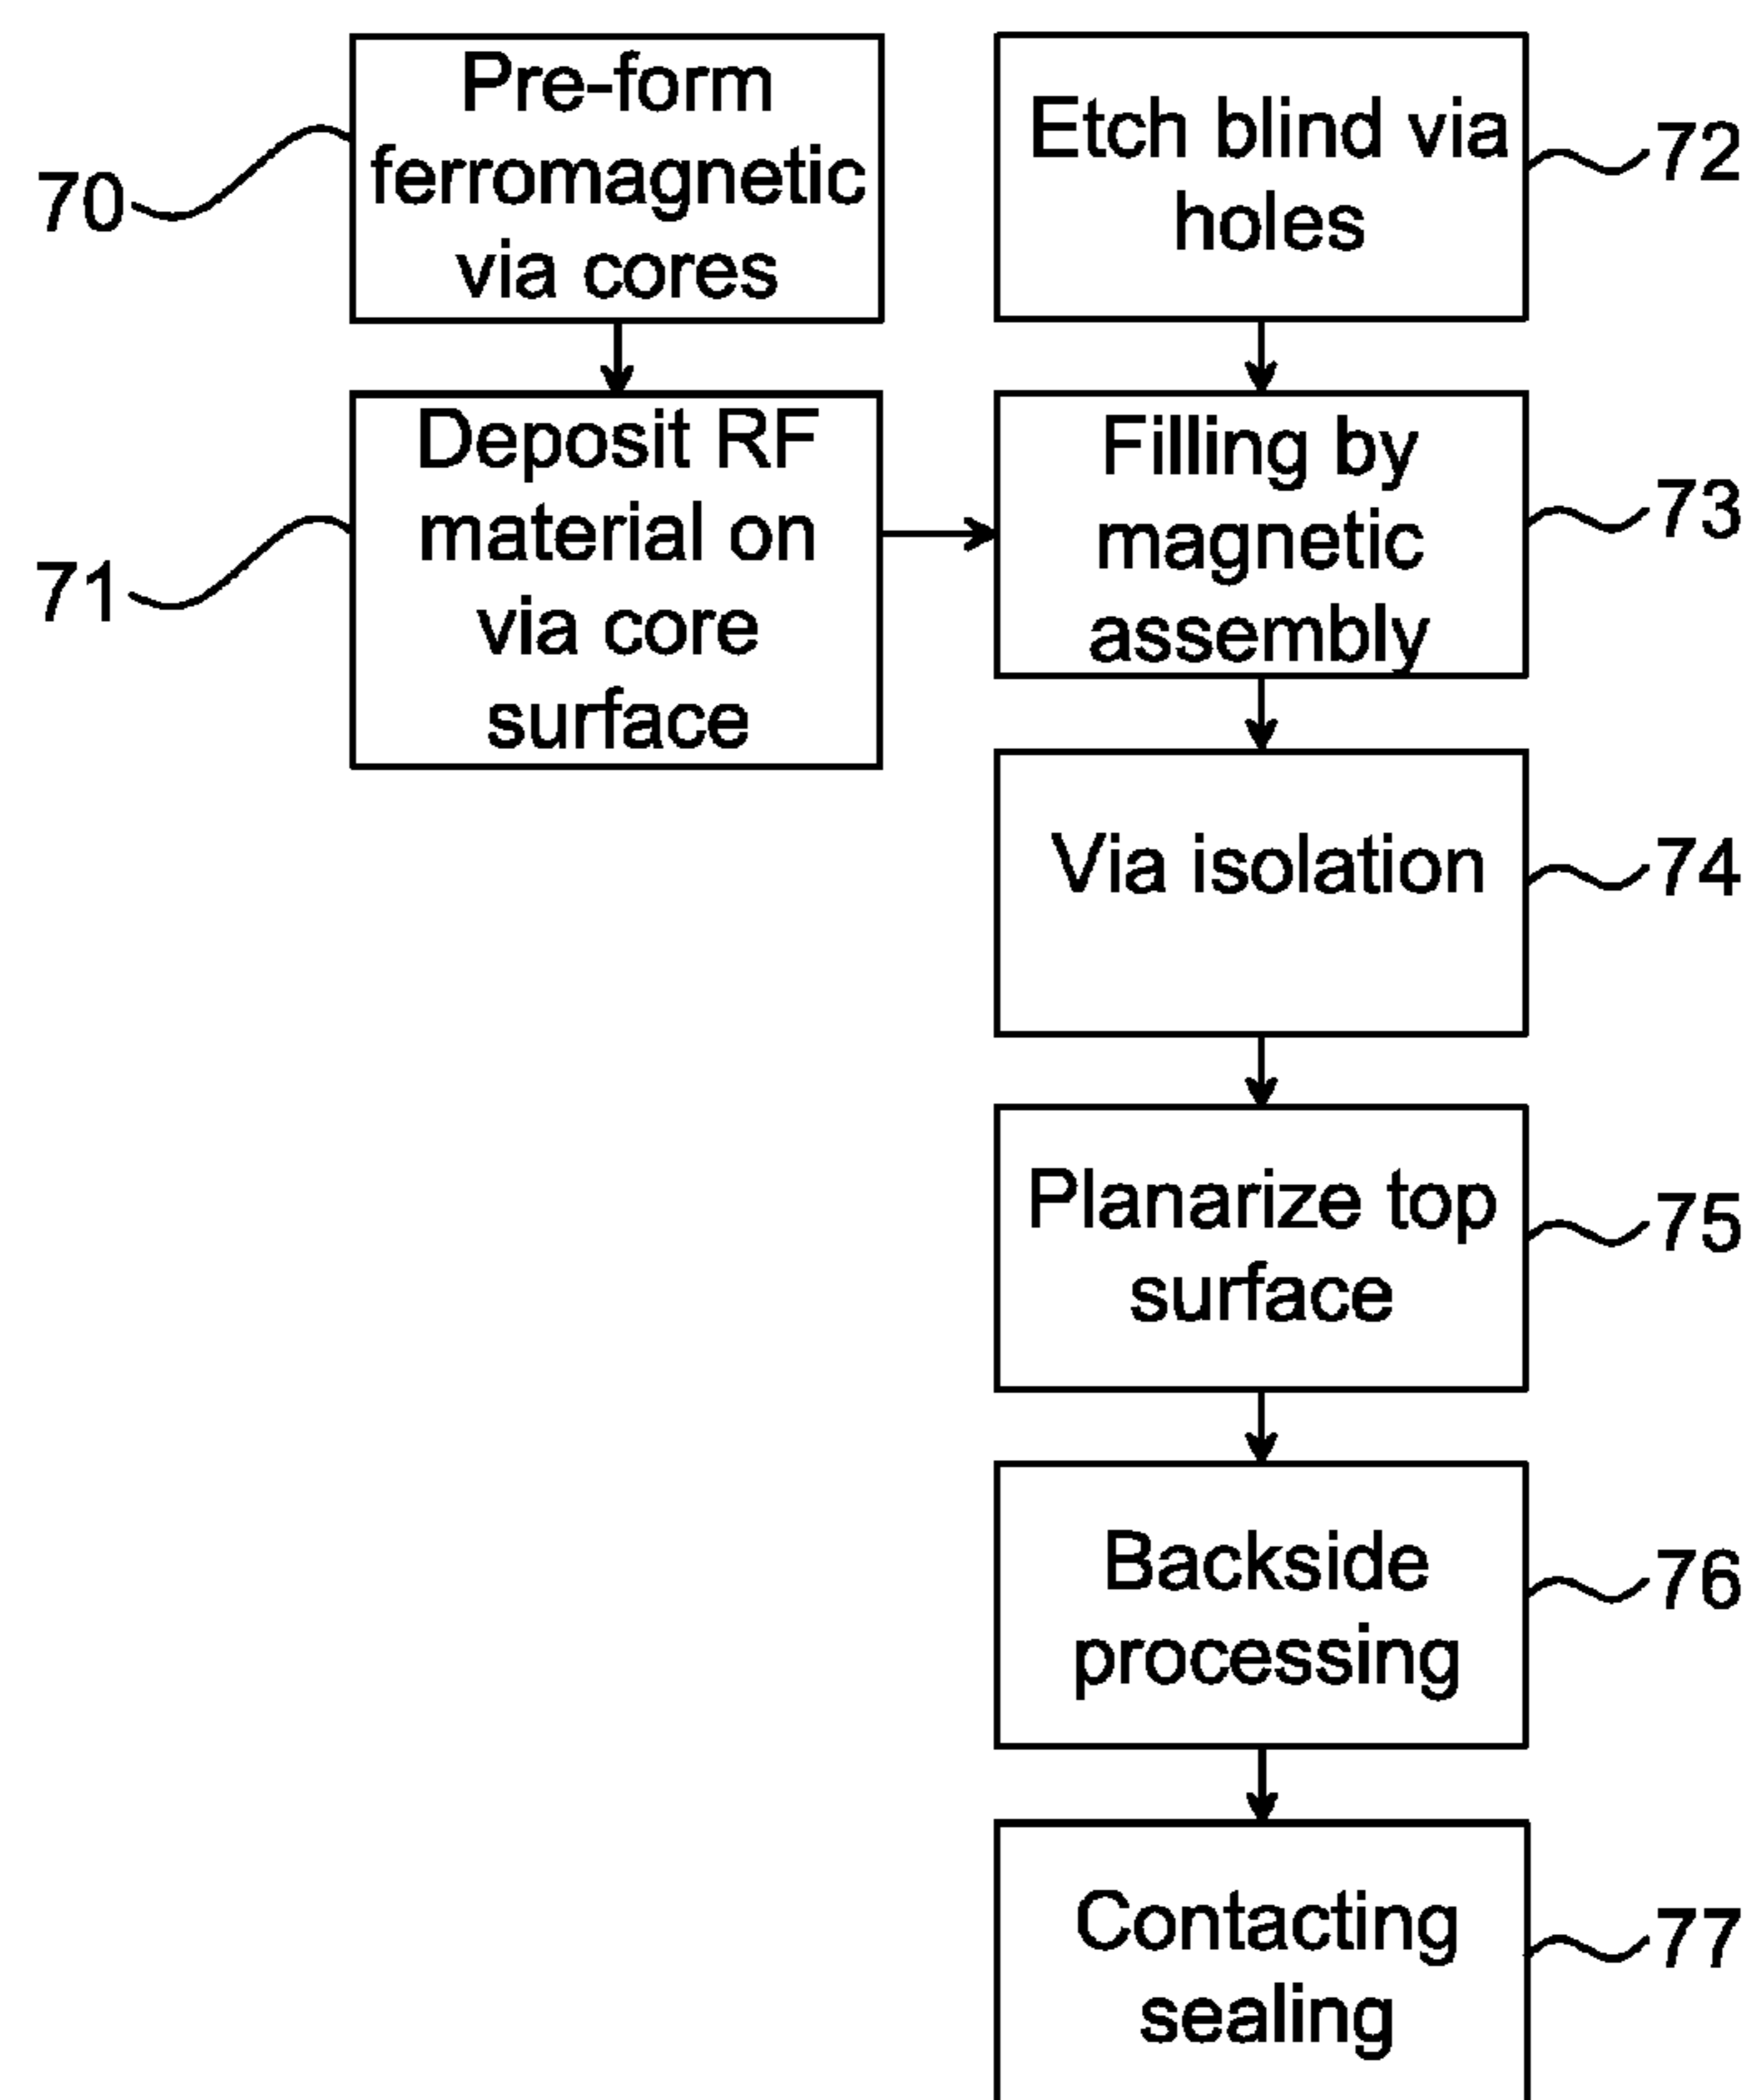 Pre-form
ferromagnetic
via cores
70
Deposit RF
material on
via core
surface
71
Etch blind via
holes
72
Filling by
magnetic
assembly
73
Via isolation
74
Planarize top
surface
75
Backside
processing
76
Contacting
sealing
77